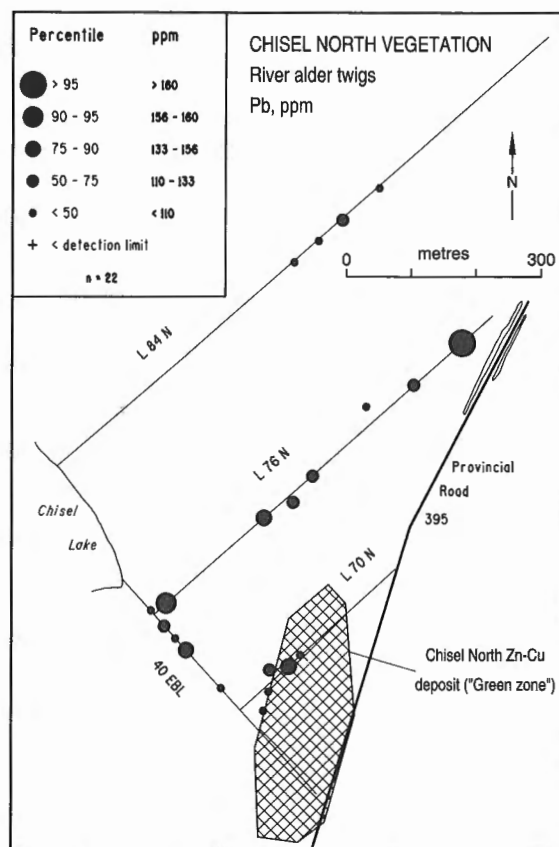 Percentile ppm
> 95 > 160
90 - 95 156 - 160
75 - 90 133 - 156
50 - 75 110 - 133
< 50 < 110
+ < detection limit
n = 22
CHISEL NORTH VEGETATION
River alder twigs
Pb, ppm
N
metres
0 300
L 84 N
L 76 N
Provincial
Road
395
Chisel
Lake
L 70 N
40 EBL
Chisel North Zn-Cu
deposit ("Green zone")